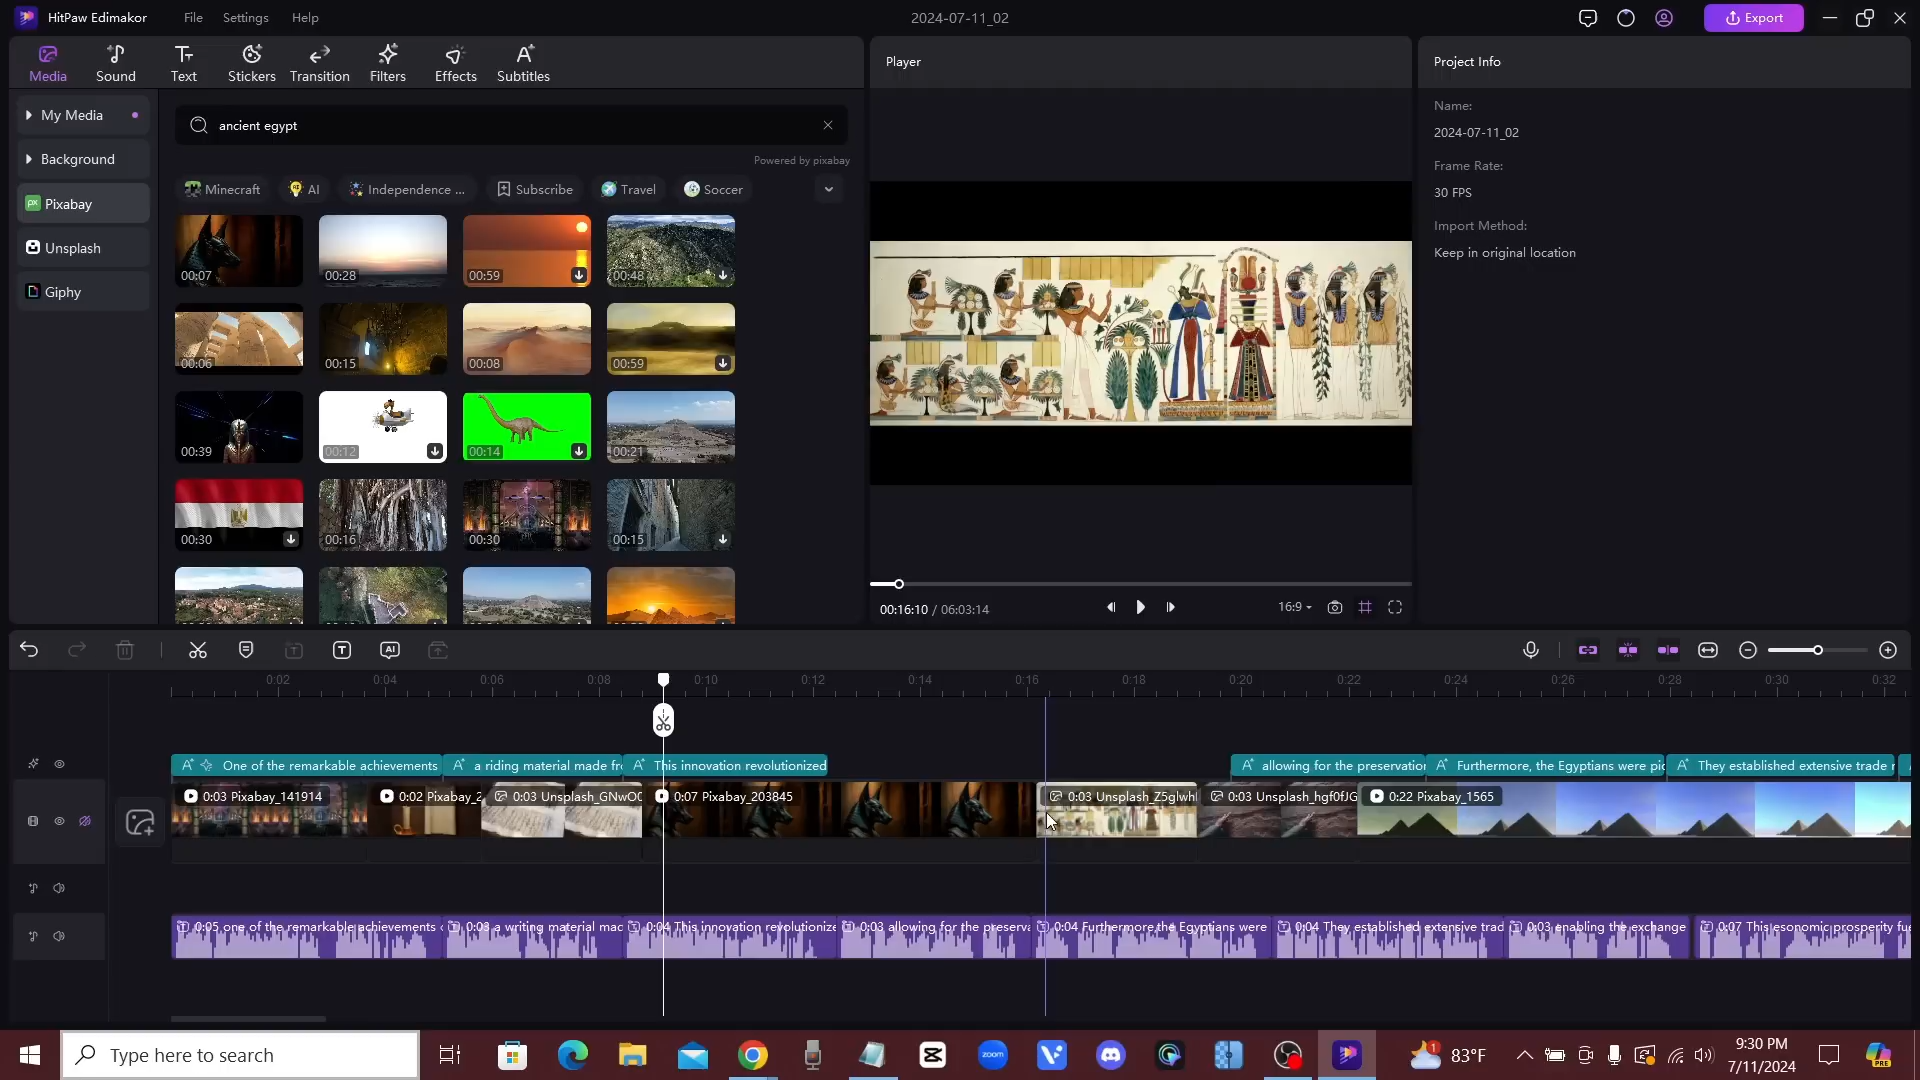 HitPaw Edimakor
File
Settings
Help
2024-07-11_02
Export
Media
Sound
Text
Stickers
Transition
Filters
Effects
Subtitles
Player
Project Info
My Media
Background
Pixabay
Unsplash
Giphy
ancient egypt
Powered by pixabay
Minecraft
AI
Independence ...
Subscribe
Travel
Soccer
00:07
00:28
00:59
00:48
00:06
00:15
00:08
00:59
00:39
00:12
00:14
00:21
00:30
00:16
00:30
00:15
Name:
2024-07-11_02
Frame Rate:
30 FPS
Import Method:
Keep in original location
00:16:10 / 06:03:14
16:9
0:02 0:04 0:06 0:08 0:10 0:12 0:14 0:16 0:18 0:20 0:22 0:24 0:26 0:28 0:30 0:32
One of the remarkable achievements
a riding material made fr
This innovation revolutionized
allowing for the preservation
Furthermore, the Egyptians were pi
They established extensive trade r
0:03 Pixabay_141914
0:02 Pixabay_2
0:03 Unsplash_GNwOC
0:07 Pixabay_203845
0:03 Unsplash_Z5glwhl
0:03 Unsplash_hgf0fJG
0:22 Pixabay_1565
0:05 one of the remarkable achievements
0:03 a writing material mac
0:04 This innovation revolutionize
0:03 allowing for the preserva
0:04 Furthermore,the Egyptians were
0:04 They established extensive trad
0:03 enabling the exchange
0:07 This esonomic prosperity fue
Type here to search
zoom
83°F
9:30 PM
7/11/2024
PRE